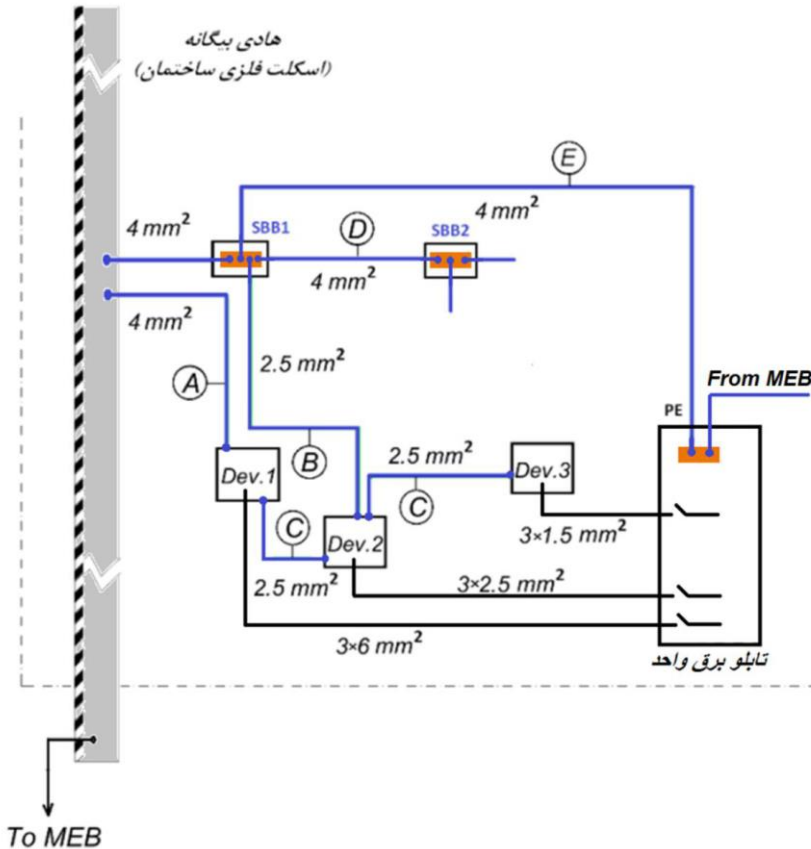 هادی بیگانه
(اسکلت فلزی ساختمان)
E
4 mm²
4 mm²
SBB1
D
SBB2
4 mm²
4 mm²
2.5 mm²
A
From MEB
PE
B
2.5 mm²
Dev.3
Dev.1
C
C
Dev.2
3×1.5 mm²
2.5 mm²
3×2.5 mm²
3×6 mm²
تابلو برق واحد
To MEB